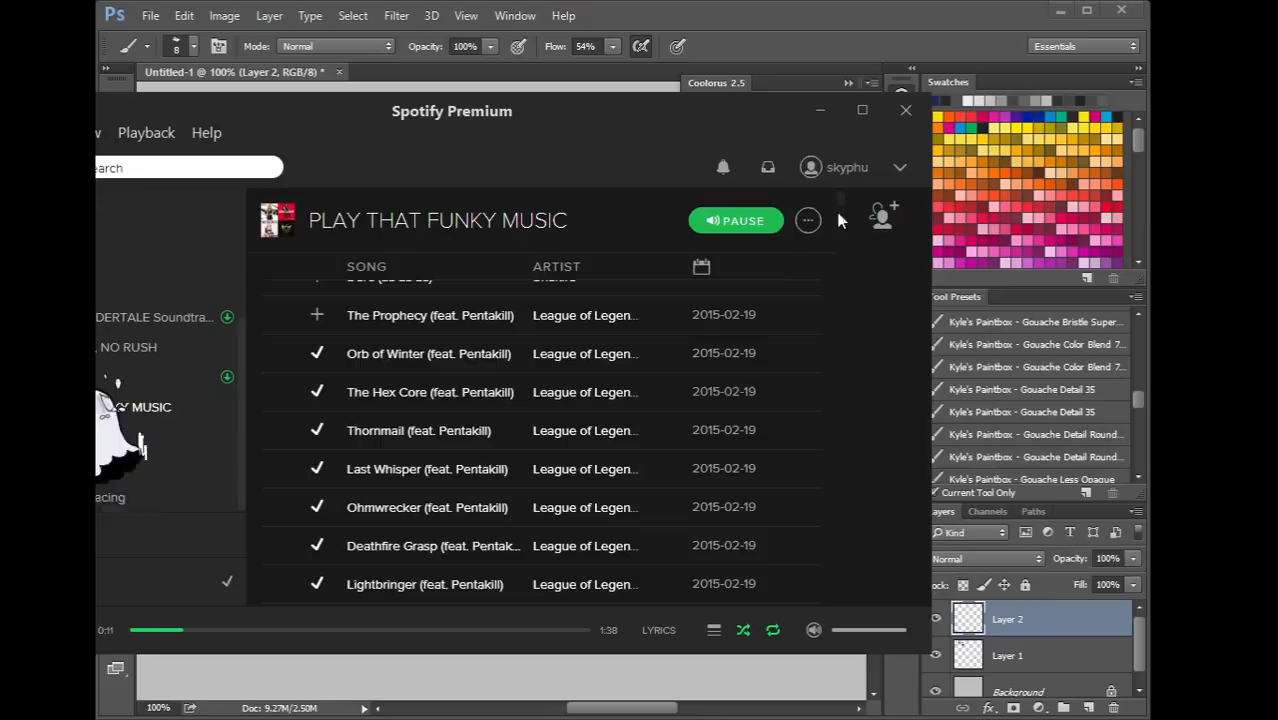 Ps File Edit Image Layer Type Select Filter 3D View Window Help
8 Mode: Normal Opacity: 100% Flow: 54% Essentials
Untitled-1 @ 100% (Layer 2, RGB/8) * ×
Coolorus 2.5
Swatches
Spotify Premium
w Playback Help
earch
skyphu
PLAY THAT FUNKY MUSIC
PAUSE
SONG ARTIST
The Prophecy (feat. Pentakill) League of Legen... 2015-02-19
Orb of Winter (feat. Pentakill) League of Legen... 2015-02-19
The Hex Core (feat. Pentakill) League of Legen... 2015-02-19
Thornmail (feat. Pentakill) League of Legen... 2015-02-19
Last Whisper (feat. Pentakill) League of Legen... 2015-02-19
Ohmwrecker (feat. Pentakill) League of Legen... 2015-02-19
Deathfire Grasp (feat. Pentak... League of Legen... 2015-02-19
Lightbringer (feat. Pentakill) League of Legen... 2015-02-19
DERTALE Soundtra...
, NO RUSH
KY MUSIC
acing
0:11 1:38 LYRICS
Tool Presets
Kyle's Paintbox - Gouache Bristle Super...
Kyle's Paintbox - Gouache Color Blend 7...
Kyle's Paintbox - Gouache Color Blend 7...
Kyle's Paintbox - Gouache Detail 35
Kyle's Paintbox - Gouache Detail 35
Kyle's Paintbox - Gouache Detail Round...
Kyle's Paintbox - Gouache Detail Round...
Kyle's Paintbox - Gouache Less Opaque
Current Tool Only
ayers Channels Paths
Kind
Normal Opacity: 100%
ock: Fill: 100%
Layer 2
Layer 1
Background
100% Doc: 9.27M/2.50M